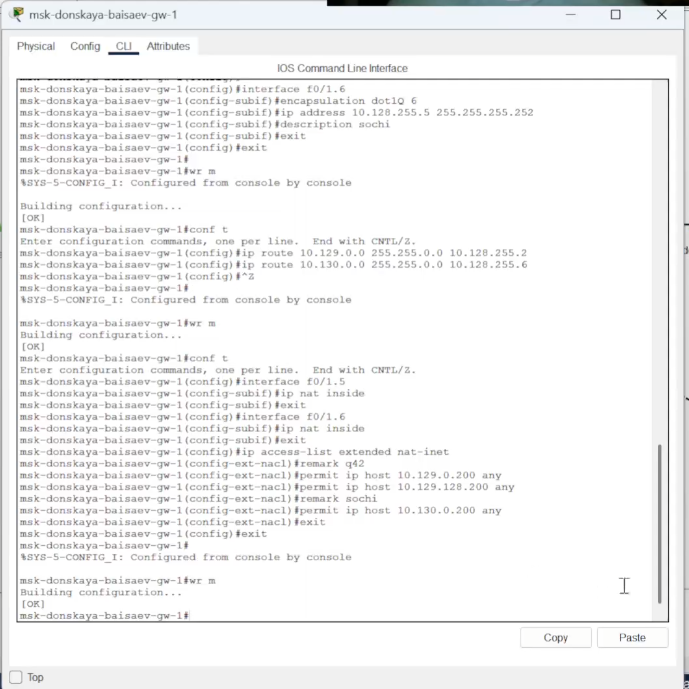 msk-donskaya-baisaev-gw-1
Physical Config CLI Attributes
IOS Command Line Interface
msk-donskaya-baisaev-gw-1(config)#interface f0/1.6
msk-donskaya-baisaev-gw-1(config-subif)#encapsulation dot1Q 6
msk-donskaya-baisaev-gw-1(config-subif)#ip address 10.128.255.5 255.255.255.252
msk-donskaya-baisaev-gw-1(config-subif)#description sochi
msk-donskaya-baisaev-gw-1(config-subif)#exit
msk-donskaya-baisaev-gw-1(config)#exit
msk-donskaya-baisaev-gw-1#
msk-donskaya-baisaev-gw-1#wr m
%SYS-5-CONFIG_I: Configured from console by console
Building configuration...
[OK]
msk-donskaya-baisaev-gw-1#conf t
Enter configuration commands, one per line.  End with CNTL/Z.
msk-donskaya-baisaev-gw-1(config)#ip route 10.129.0.0 255.255.0.0 10.128.255.2
msk-donskaya-baisaev-gw-1(config)#ip route 10.130.0.0 255.255.0.0 10.128.255.6
msk-donskaya-baisaev-gw-1(config)#^Z
msk-donskaya-baisaev-gw-1#
%SYS-5-CONFIG_I: Configured from console by console
msk-donskaya-baisaev-gw-1#wr m
Building configuration...
[OK]
msk-donskaya-baisaev-gw-1#conf t
Enter configuration commands, one per line.  End with CNTL/Z.
msk-donskaya-baisaev-gw-1(config)#interface f0/1.5
msk-donskaya-baisaev-gw-1(config-subif)#ip nat inside
msk-donskaya-baisaev-gw-1(config-subif)#exit
msk-donskaya-baisaev-gw-1(config)#interface f0/1.6
msk-donskaya-baisaev-gw-1(config-subif)#ip nat inside
msk-donskaya-baisaev-gw-1(config-subif)#exit
msk-donskaya-baisaev-gw-1(config)#ip access-list extended nat-inet
msk-donskaya-baisaev-gw-1(config-ext-nacl)#remark q42
msk-donskaya-baisaev-gw-1(config-ext-nacl)#permit ip host 10.129.0.200 any
msk-donskaya-baisaev-gw-1(config-ext-nacl)#permit ip host 10.129.128.200 any
msk-donskaya-baisaev-gw-1(config-ext-nacl)#remark sochi
msk-donskaya-baisaev-gw-1(config-ext-nacl)#permit ip host 10.130.0.200 any
msk-donskaya-baisaev-gw-1(config-ext-nacl)#exit
msk-donskaya-baisaev-gw-1(config)#exit
msk-donskaya-baisaev-gw-1#
%SYS-5-CONFIG_I: Configured from console by console
msk-donskaya-baisaev-gw-1#wr m
Building configuration...
[OK]
msk-donskaya-baisaev-gw-1#
Copy Paste
Top